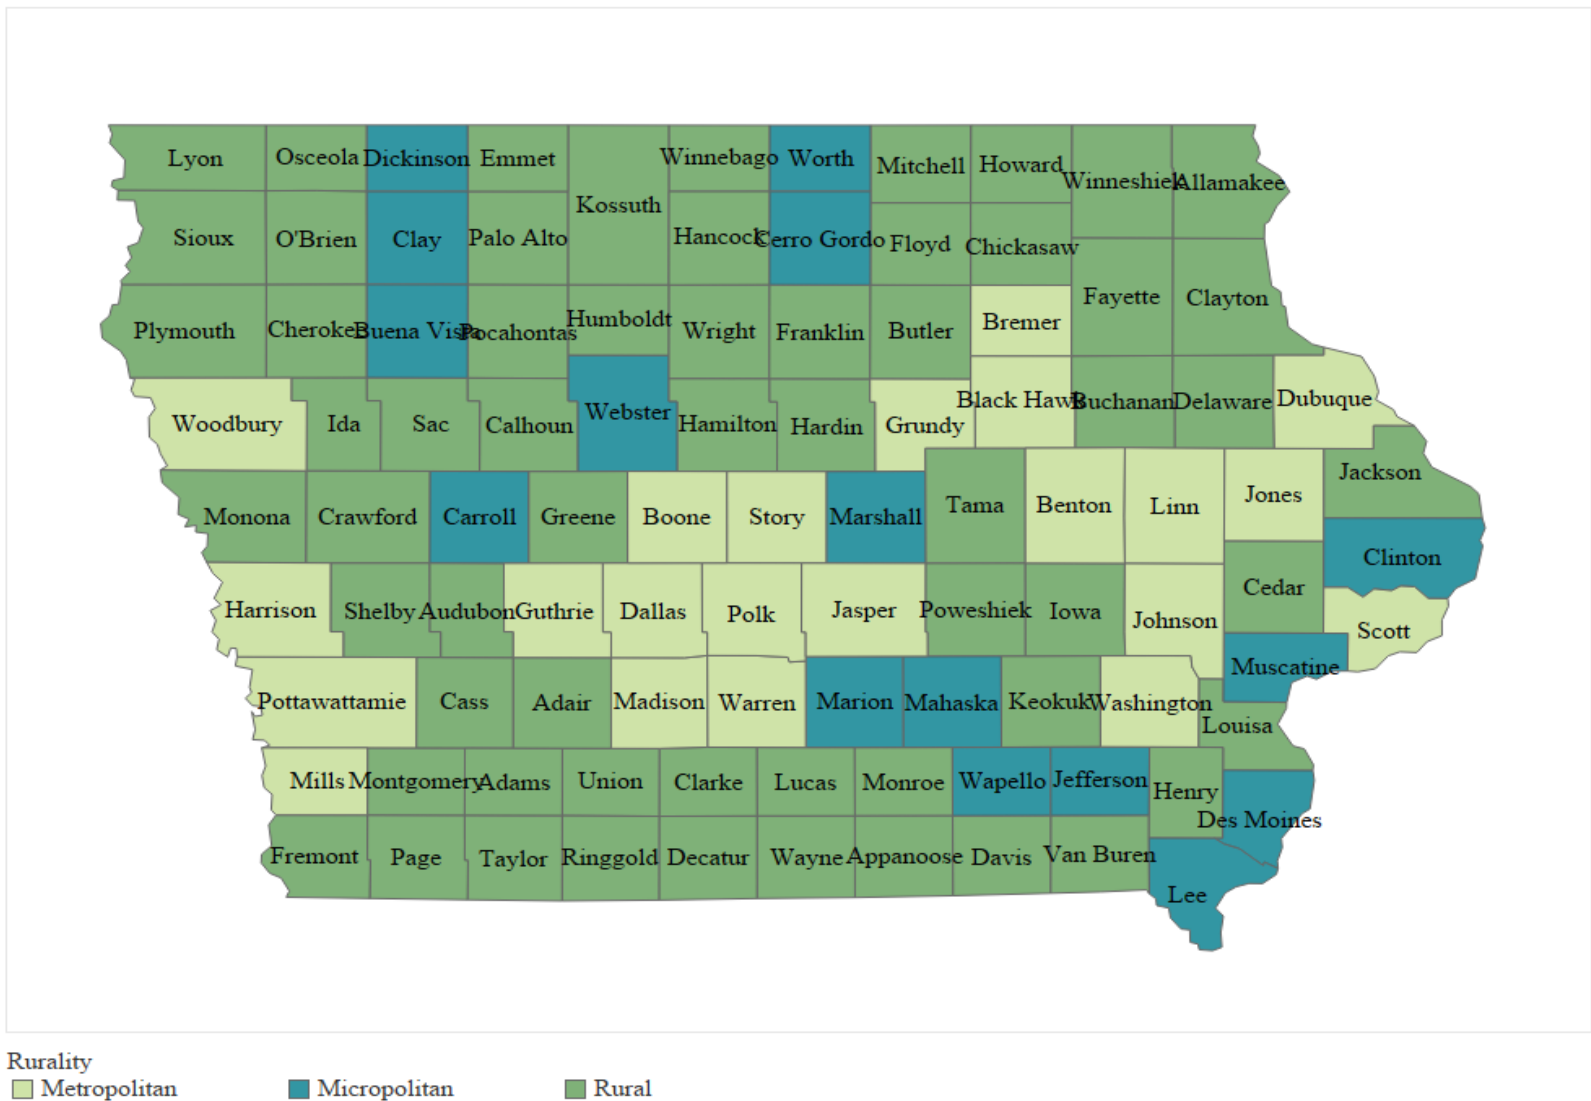 Lyon Osceola Dickinson Emmet Winnebago Worth Mitchell Howard Winneshiek Allamakee
Kossuth
Sioux O'Brien Clay Palo Alto Hancock Cerro Gordo Floyd Chickasaw
Plymouth Cherokee Buena Vista Pocahontas Humboldt Wright Franklin Butler Bremer Fayette Clayton
Woodbury Ida Sac Calhoun Webster Hamilton Hardin Grundy Black Hawk Buchanan Delaware Dubuque
Monona Crawford Carroll Greene Boone Story Marshall Tama Benton Linn Jones Jackson
Clinton
Harrison Shelby Audubon Guthrie Dallas Polk Jasper Poweshiek Iowa Johnson Cedar Scott
Pottawattamie Cass Adair Madison Warren Marion Mahaska Keokuk Washington Muscatine
Louisa
Mills Montgomery Adams Union Clarke Lucas Monroe Wapello Jefferson Henry Des Moines
Fremont Page Taylor Ringgold Decatur Wayne Appanoose Davis Van Buren
Lee
Rurality
Metropolitan Micropolitan Rural